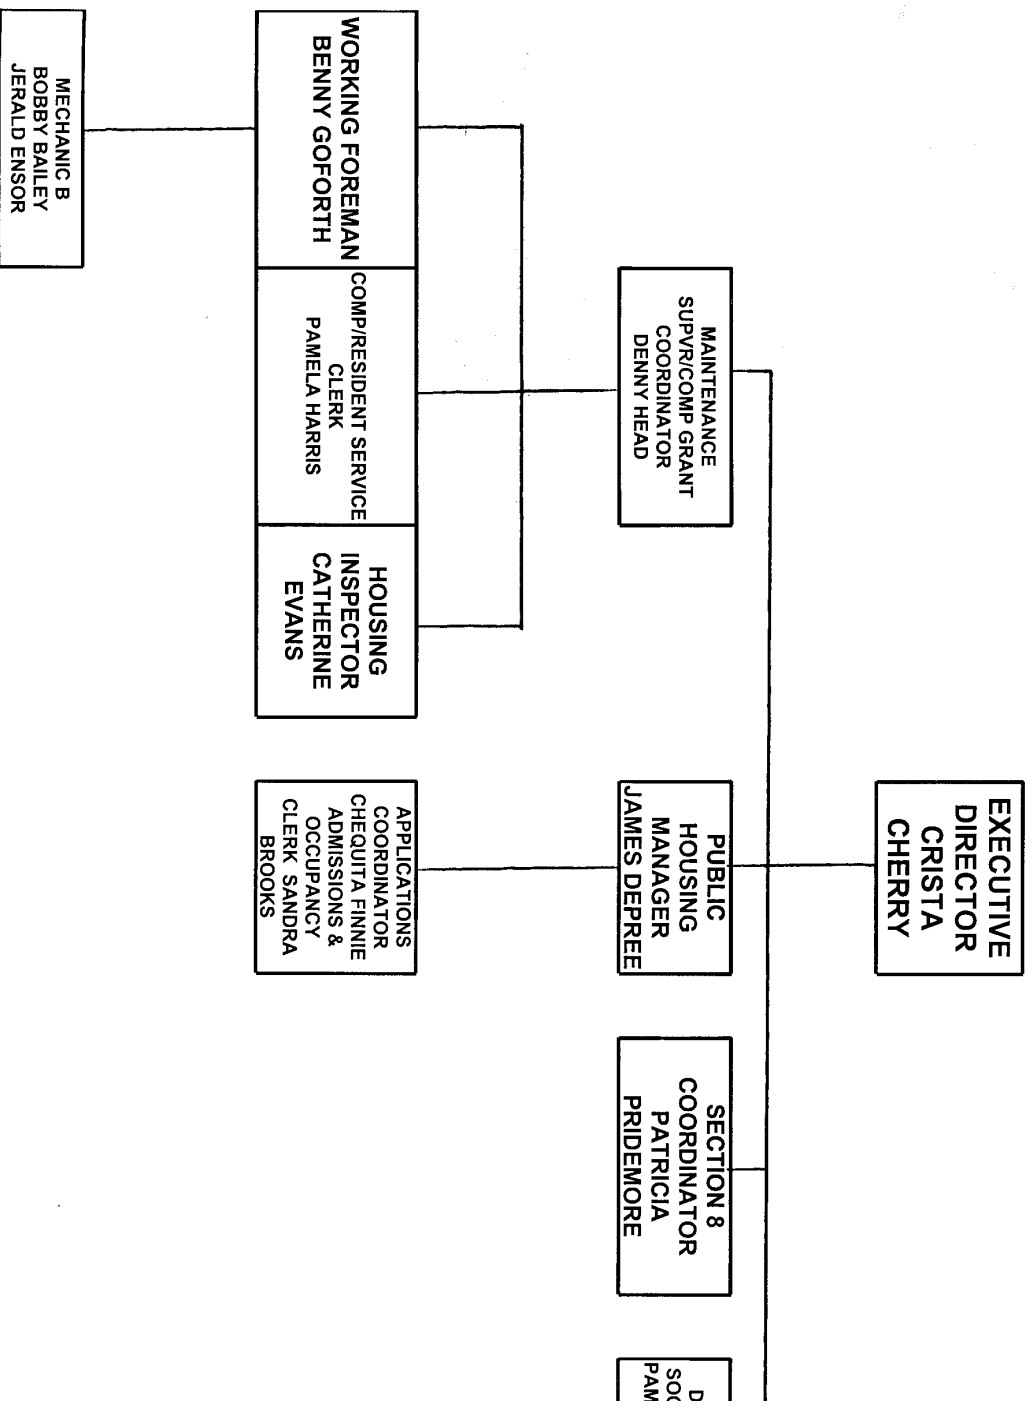 EXECUTIVE
DIRECTOR
CRISTA
CHERRY
MAINTENANCE
SUPVR/COMP GRANT
COORDINATOR
DENNY HEAD
PUBLIC
HOUSING
MANAGER
JAMES DEPREE
SECTION 8
COORDINATOR
PATRICIA
PRIDEMORE
WORKING FOREMAN
BENNY GOFORTH
COMP/RESIDENT SERVICE
CLERK
PAMELA HARRIS
HOUSING
INSPECTOR
CATHERINE
EVANS
APPLICATIONS
COORDINATOR
CHEQUITA FINNIE
ADMISSIONS &
OCCUPANCY
CLERK SANDRA
BROOKS
MECHANIC B
BOBBY BAILEY
JERALD ENSOR